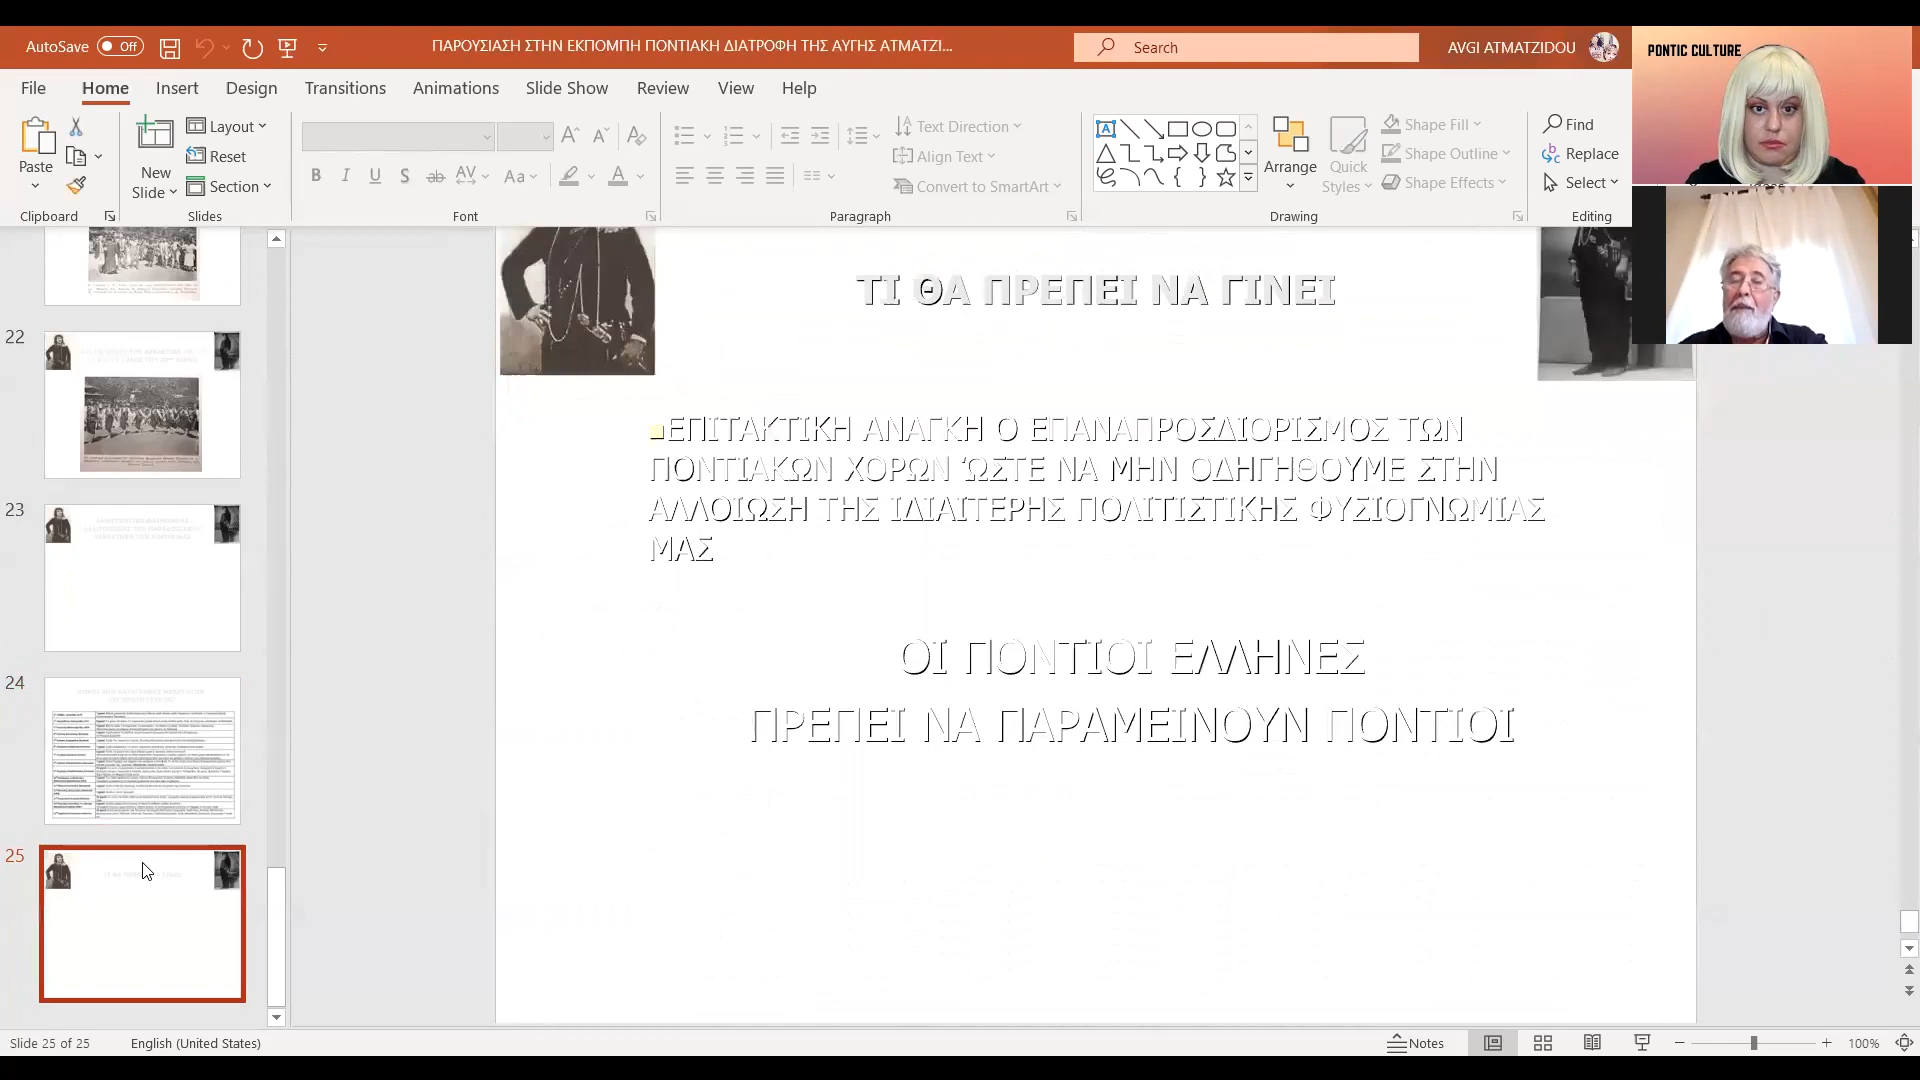 AutoSave Off ΠΑΡΟΥΣΙΑΣΗ ΣΤΗΝ ΕΚΠΟΜΠΗ ΠΟΝΤΙΑΚΗ ΔΙΑΤΡΟΦΗ ΤΗΣ ΑΥΓΗΣ ΑΤΜΑΤΖΙ... Search AVGI ATMATZIDOU
PONTIC CULTURE
File Home Insert Design Transitions Animations Slide Show Review View Help
Paste
New Slide
Layout
Reset
Section
B I U S ab AV Aa A
Text Direction
Align Text
Convert to SmartArt
Arrange
Quick Styles
Shape Fill
Shape Outline
Shape Effects
Find
Replace
Select
Clipboard Slides Font Paragraph Drawing Editing
22
23
24
25
ΤΙ ΘΑ ΠΡΕΠΕΙ ΝΑ ΓΙΝΕΙ
ΕΠΙΤΑΚΤΙΚΗ ΑΝΑΓΚΗ Ο ΕΠΑΝΑΠΡΟΣΔΙΟΡΙΣΜΟΣ ΤΩΝ
ΠΟΝΤΙΑΚΩΝ ΧΟΡΩΝ ΏΣΤΕ ΝΑ ΜΗΝ ΟΔΗΓΗΘΟΥΜΕ ΣΤΗΝ
ΑΛΛΟΙΩΣΗ ΤΗΣ ΙΔΙΑΙΤΕΡΗΣ ΠΟΛΙΤΙΣΤΙΚΗΣ ΦΥΣΙΟΓΝΩΜΙΑΣ
ΜΑΣ
ΟΙ ΠΟΝΤΙΟΙ ΕΛΛΗΝΕΣ
ΠΡΕΠΕΙ ΝΑ ΠΑΡΑΜΕΙΝΟΥΝ ΠΟΝΤΙΟΙ
Slide 25 of 25 English (United States) Notes 100%